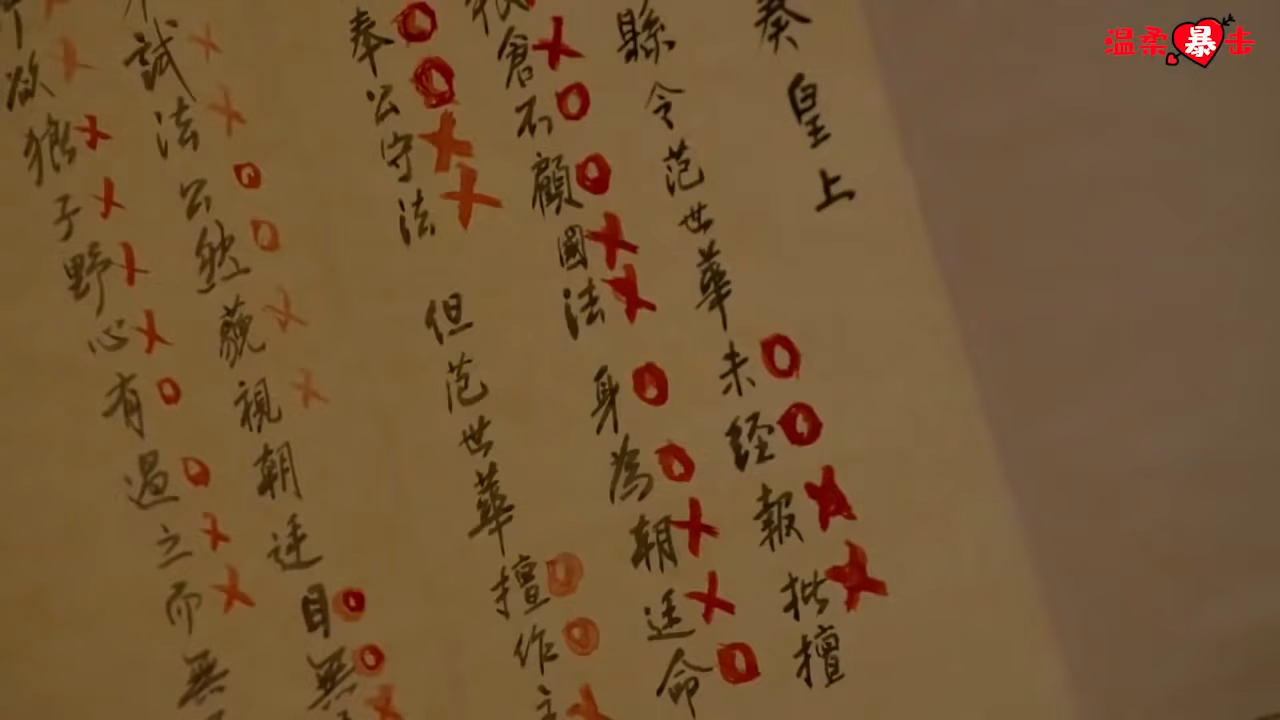 奏皇上
縣令范世華未經報批擅
倉不顧國法 身為朝廷命
奉公守法 但范世華擅作主
試法公然藐視朝廷目無
欲狼子野心有過之而無
温柔暴击